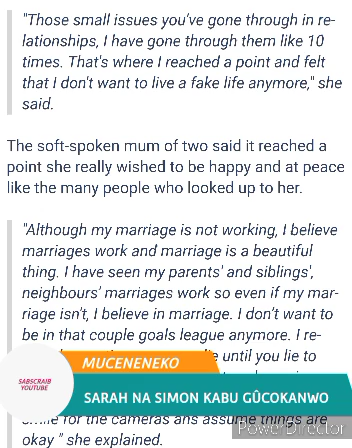 "Those small issues you've gone through in re-
lationships, I have gone through them like 10
times. That's where I reached a point and felt
that I don't want to live a fake life anymore," she
said.
The soft-spoken mum of two said it reached a
point she really wished to be happy and at peace
like the many people who looked up to her.
"Although my marriage is not working, I believe
marriages work and marriage is a beautiful
thing. I have seen my parents' and siblings',
neighbours' marriages work so even if my mar-
riage isn't, I believe in marriage. I don't want to
be in that couple goals league anymore. I re-
until you lie to
MUCENENEKO
SABSCRAIB
YOUTUBE
SARAH NA SIMON KABU GŨCOKANWO
smile for the cameras ans assume things are
okay " she explained.
PowerDirector